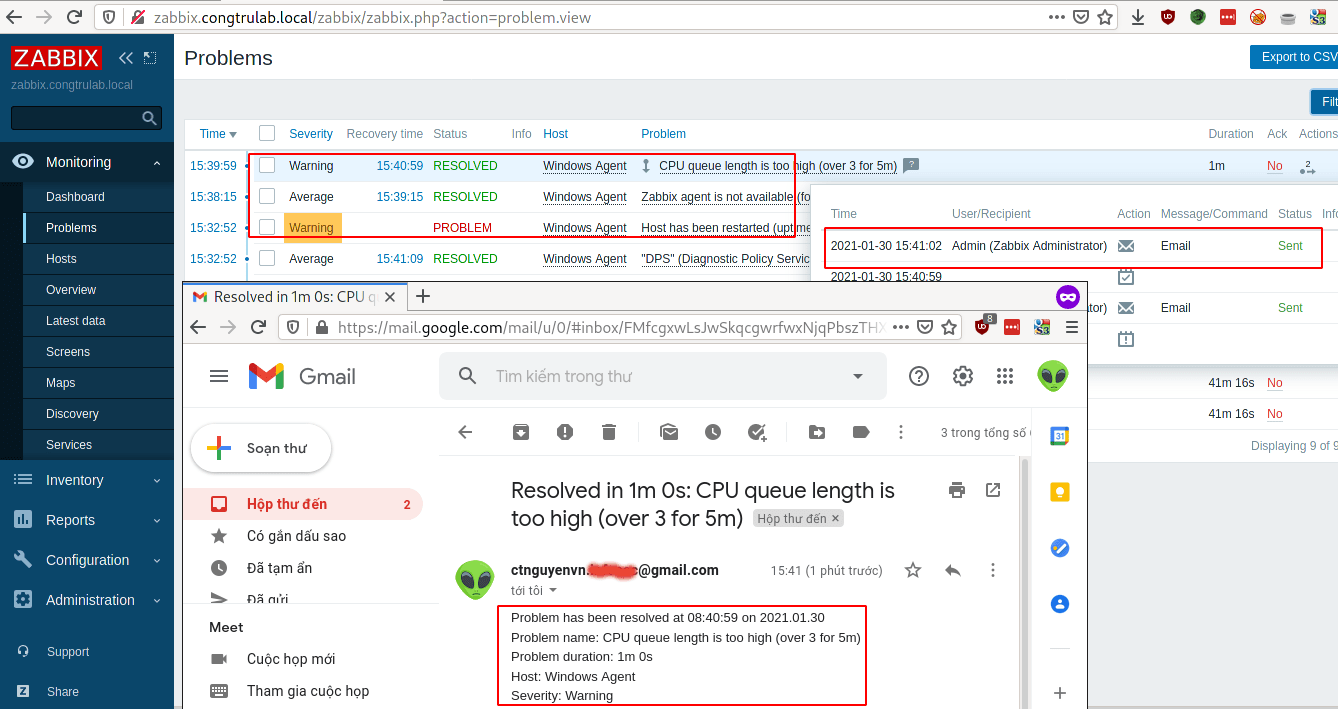 zabbix.congtrulab.local/zabbix/zabbix.php?action=problem.view
ZABBIX
zabbix.congtrulab.local
Monitoring
Dashboard
Problems
Hosts
Overview
Latest data
Screens
Maps
Discovery
Services
Inventory
Reports
Configuration
Administration
Support
Share
Problems
Export to CSV
Time Severity Recovery time Status Info Host Problem Duration Ack Actions
15:39:59 Warning 15:40:59 RESOLVED Windows Agent CPU queue length is too high (over 3 for 5m) 1m No 2
15:38:15 Average 15:39:15 RESOLVED Windows Agent Zabbix agent is not available
15:32:52 Warning PROBLEM Windows Agent Host has been restarted
15:32:52 Average 15:41:09 RESOLVED Windows Agent "DPS" (Diagnostic Policy
Time User/Recipient Action Message/Command Status
2021-01-30 15:41:02 Admin (Zabbix Administrator) Email Sent
2021-01-30 15:40:59
Email Sent
41m 16s No
41m 16s No
Displaying 9 of 9
Resolved in 1m 0s: CPU
https://mail.google.com/mail/u/0/#inbox/FMfcgxwLsJwSkqcgwrfwxNjqPbszTH
8
Gmail
Tìm kiếm trong thư
Soạn thư
3 trong tổng số
31
Hộp thư đến 2
Có gắn dấu sao
Đã tạm ẩn
Đã gửi
Meet
Cuộc họp mới
Tham gia cuộc họp
Resolved in 1m 0s: CPU queue length is
too high (over 3 for 5m) Hộp thư đến ×
@gmail.com 15:41 (1 phút trước)
tới tôi
Problem has been resolved at 08:40:59 on 2021.01.30
Problem name: CPU queue length is too high (over 3 for 5m)
Problem duration: 1m 0s
Host: Windows Agent
Severity: Warning